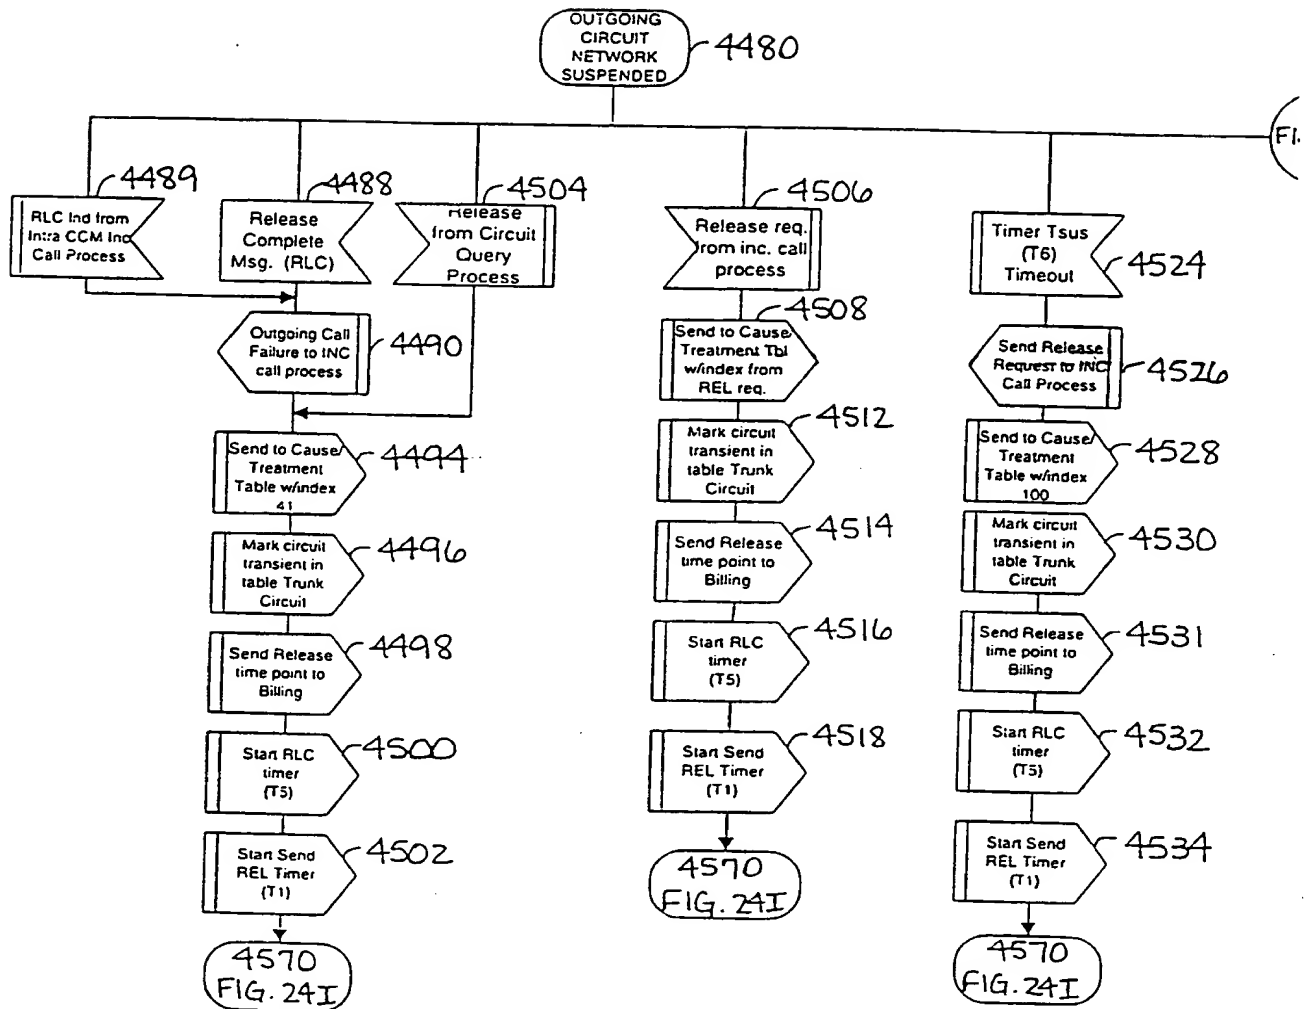 OUTGOING
CIRCUIT
NETWORK
SUSPENDED
4480
FI.
4489
RLC Ind from
Intra CCM Inc
Call Process
4488
Release
Complete
Msg. (RLC)
4504
Release
from Circuit
Query
Process
4506
Release req.
from inc. call
process
Timer Tsus
(T6)
Timeout
4524
Outgoing Call
Failure to INC
call process
4490
4508
Send to Cause/
Treatment Tbl
w/index from
REL req.
Send Release
Request to INC
Call Process
4526
Send to Cause/
Treatment
Table w/index
41
4494
4512
Mark circuit
transient in
table Trunk
Circuit
Send to Cause/
Treatment
Table w/index
100
4528
Mark circuit
transient in
table Trunk
Circuit
4496
Send Release
time point to
Billing
4514
Mark circuit
transient in
table Trunk
Circuit
4530
Send Release
time point to
Billing
4498
Start RLC
timer
(T5)
4516
Send Release
time point to
Billing
4531
Start RLC
timer
(T5)
4500
Start Send
REL Timer
(T1)
4518
Start RLC
timer
(T5)
4532
Start Send
REL Timer
(T1)
4502
4570
FIG. 24I
Start Send
REL Timer
(T1)
4534
4570
FIG. 24I
4570
FIG. 24I